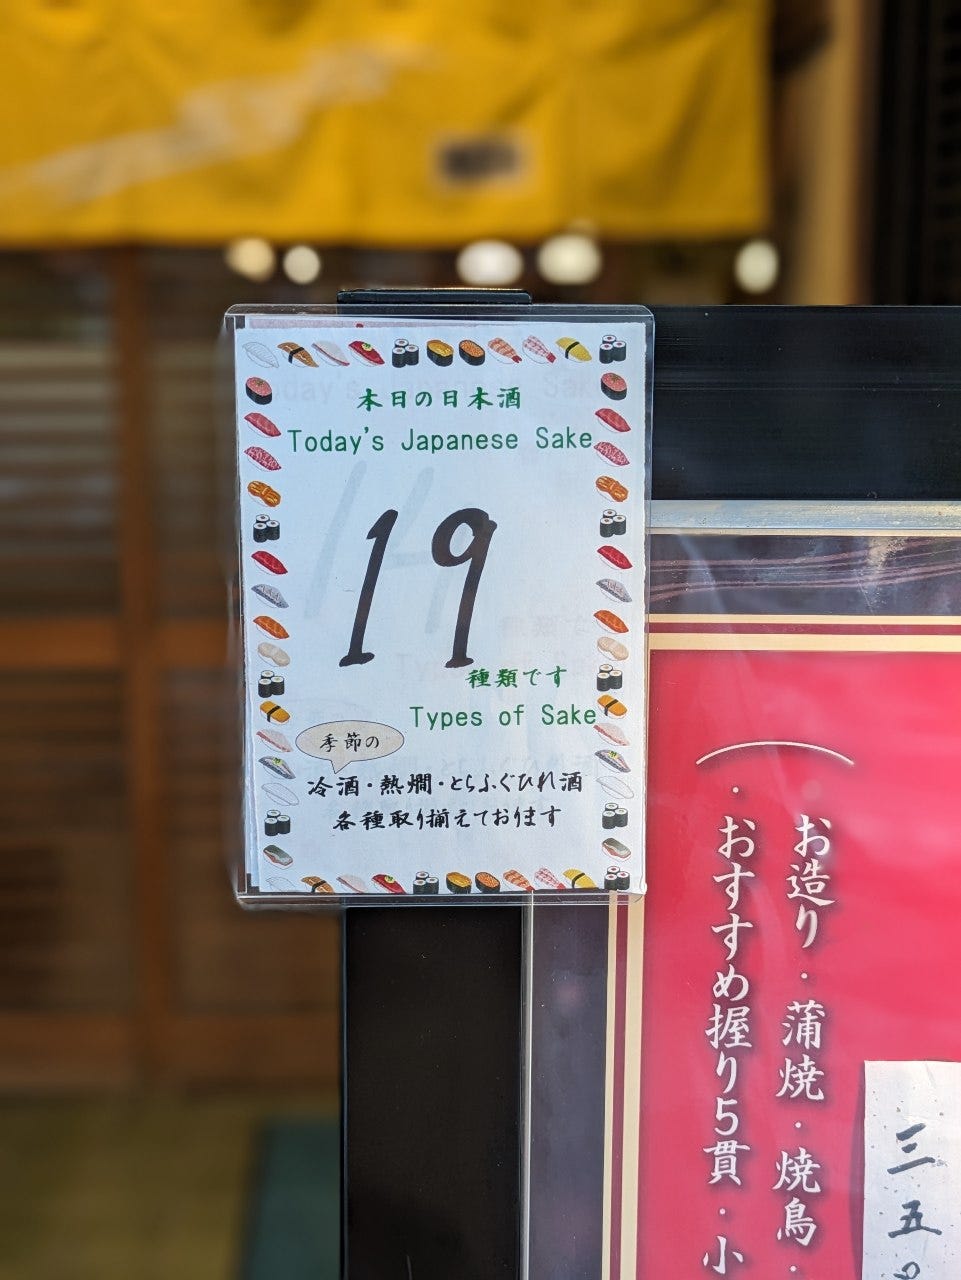 本日の日本酒
Today's Japanese Sake
19
種類です
Types of Sake
季節の
冷酒・熱燗・とらふぐひれ酒
各種取り揃えております
（お造り・蒲焼・焼鳥・
・おすすめ握り5貫・小
三五